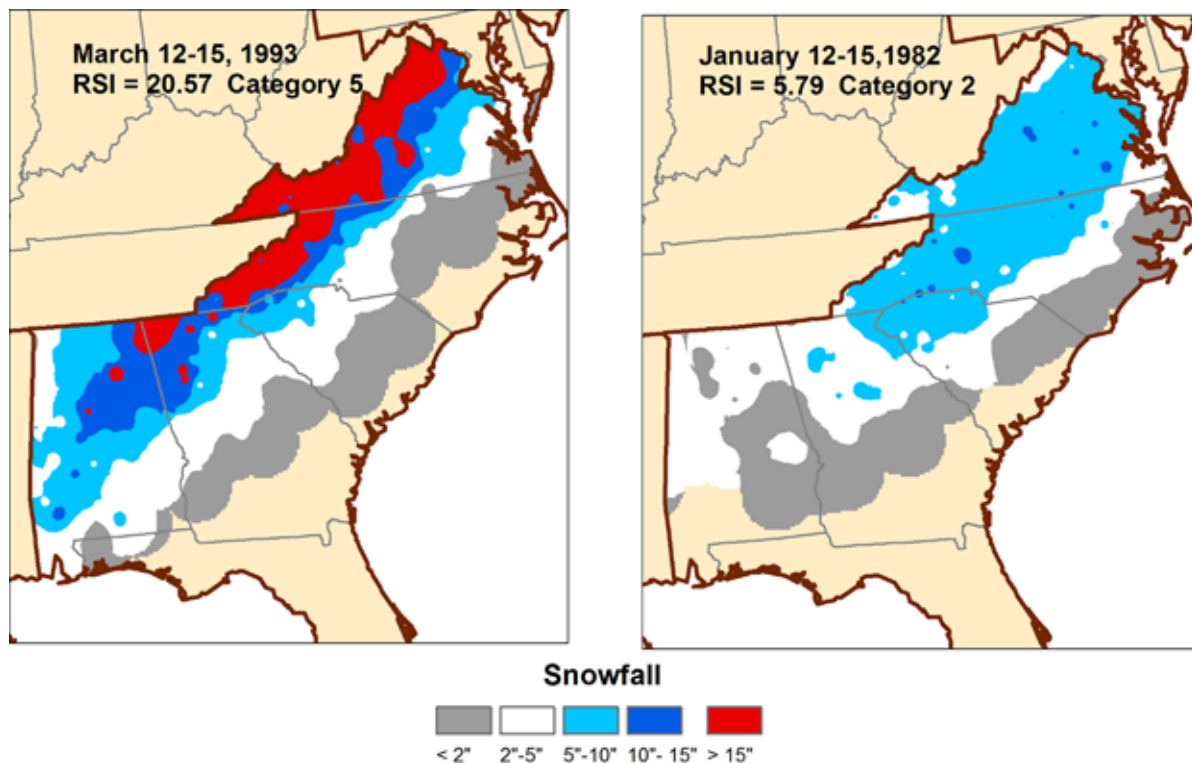 March 12-15, 1993
RSI = 20.57 Category 5
January 12-15,1982
RSI = 5.79 Category 2
Snowfall
< 2" 2"-5" 5"-10" 10"- 15" > 15"